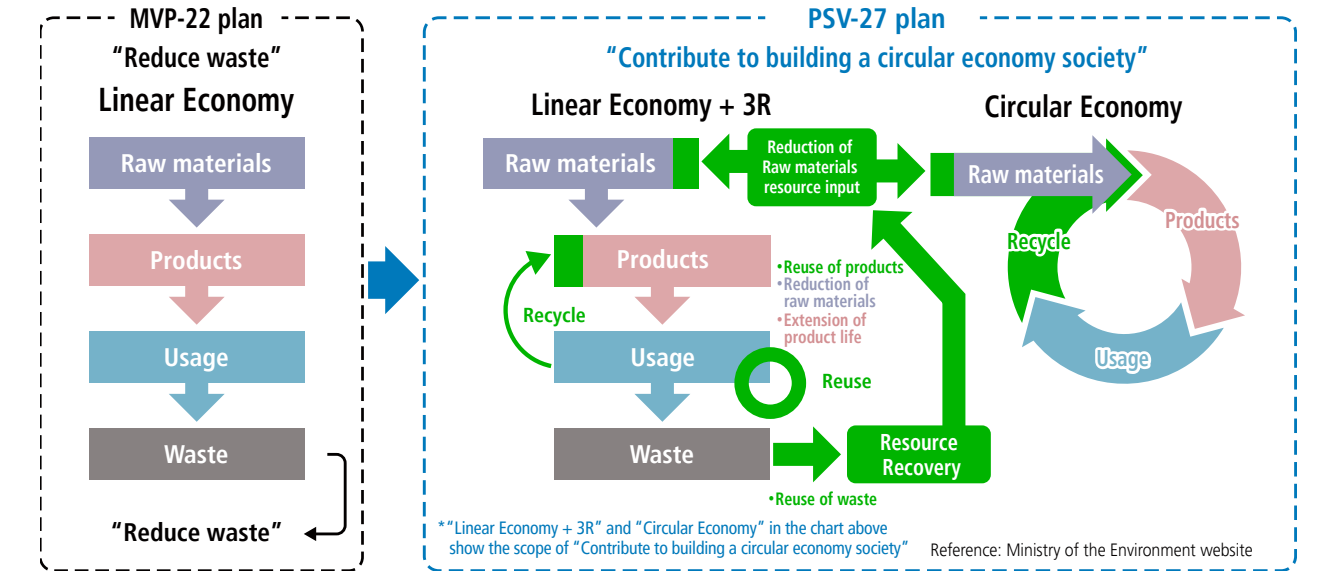 MVP-22 plan
“Reduce waste”
Linear Economy
Raw materials
Products
Usage
Waste
“Reduce waste”
PSV-27 plan
“Contribute to building a circular economy society”
Linear Economy + 3R
Raw materials
Products
Recycle
Usage
Reuse
Waste
•Reuse of products
•Reduction of
raw materials
•Extension of
product life
•Reuse of waste
Resource
Recovery
Reduction of
Raw materials
resource input
Circular Economy
Raw materials
Products
Recycle
Usage
*“Linear Economy + 3R” and “Circular Economy” in the chart above
show the scope of “Contribute to building a circular economy society”
Reference: Ministry of the Environment website